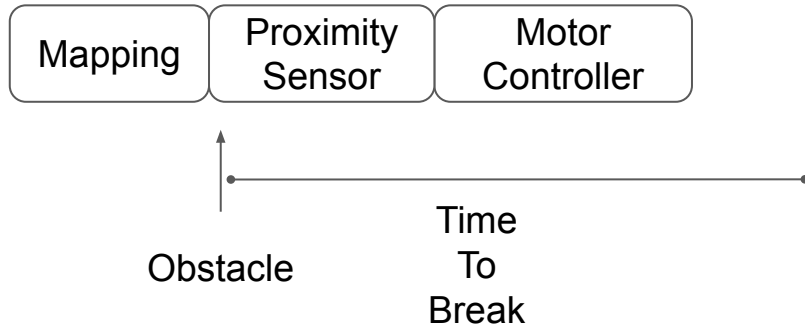 Mapping
Proximity
Sensor
Motor
Controller
Obstacle
Time
To
Break